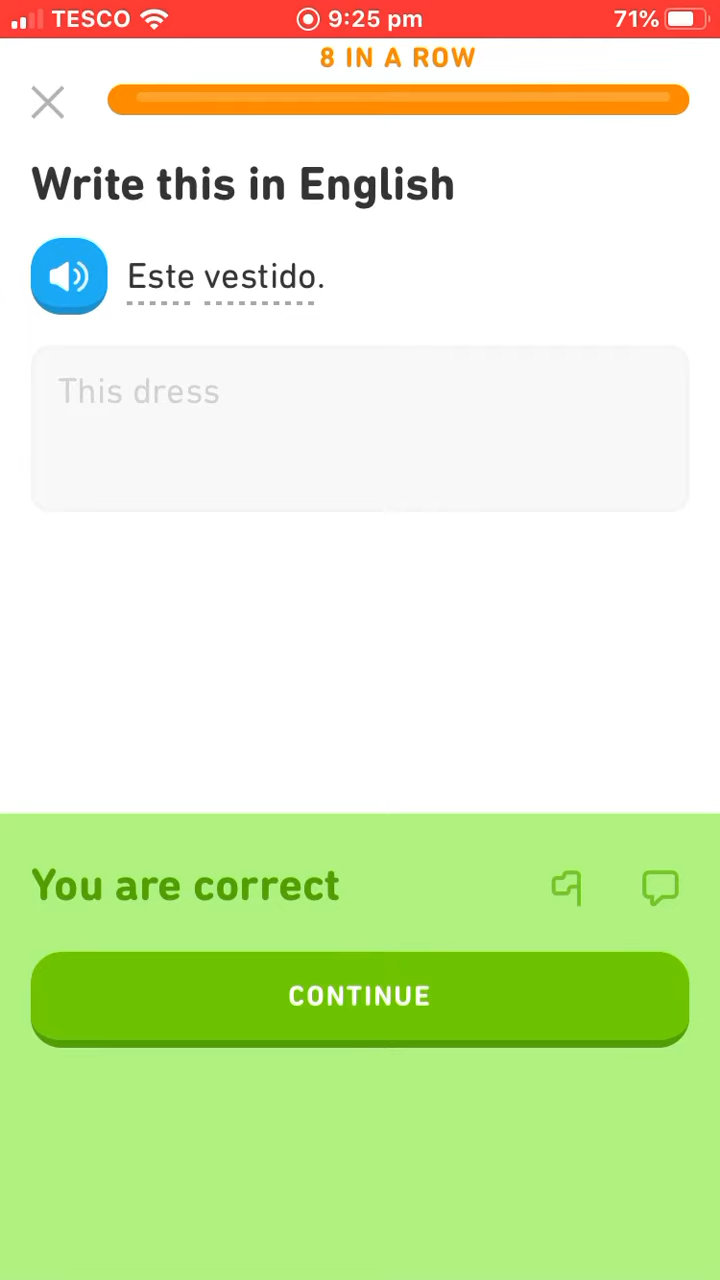 TESCO 9:25 pm 71%
8 IN A ROW
Write this in English
Este vestido.
This dress
You are correct
CONTINUE